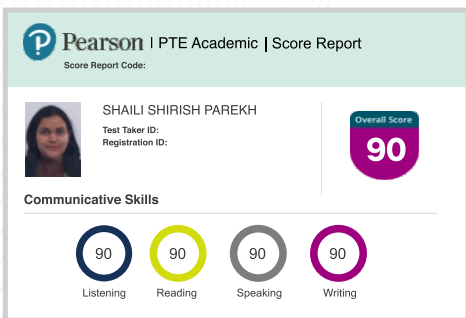 P Pearson | PTE Academic | Score Report
Score Report Code:
SHAILI SHIRISH PAREKH
Test Taker ID:
Registration ID:
Overall Score
90
Communicative Skills
90 90 90 90
Listening Reading Speaking Writing